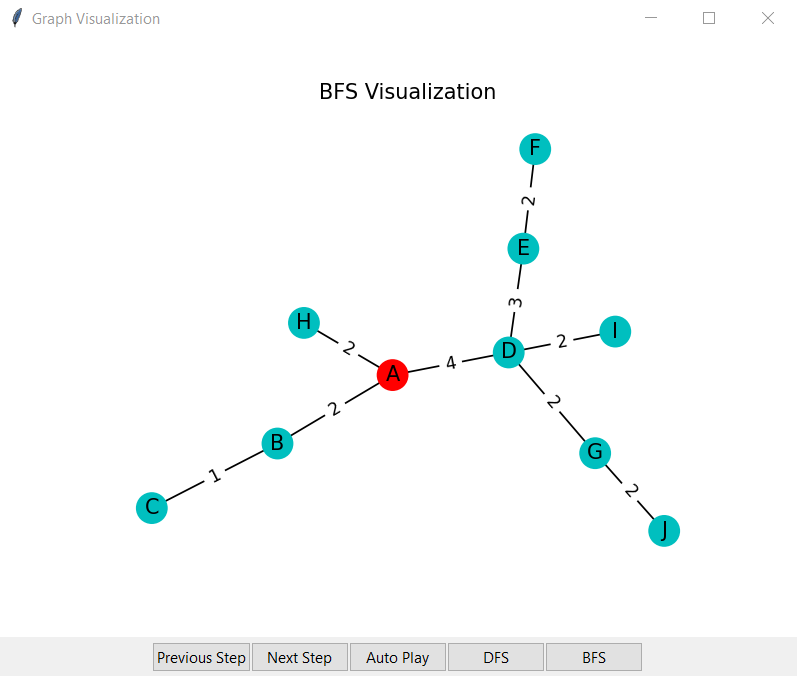 Graph Visualization
BFS Visualization
F
2
E
3
H
2
I
2
D
4
A
2
2
B
G
1
2
C
J
Previous Step Next Step Auto Play DFS BFS